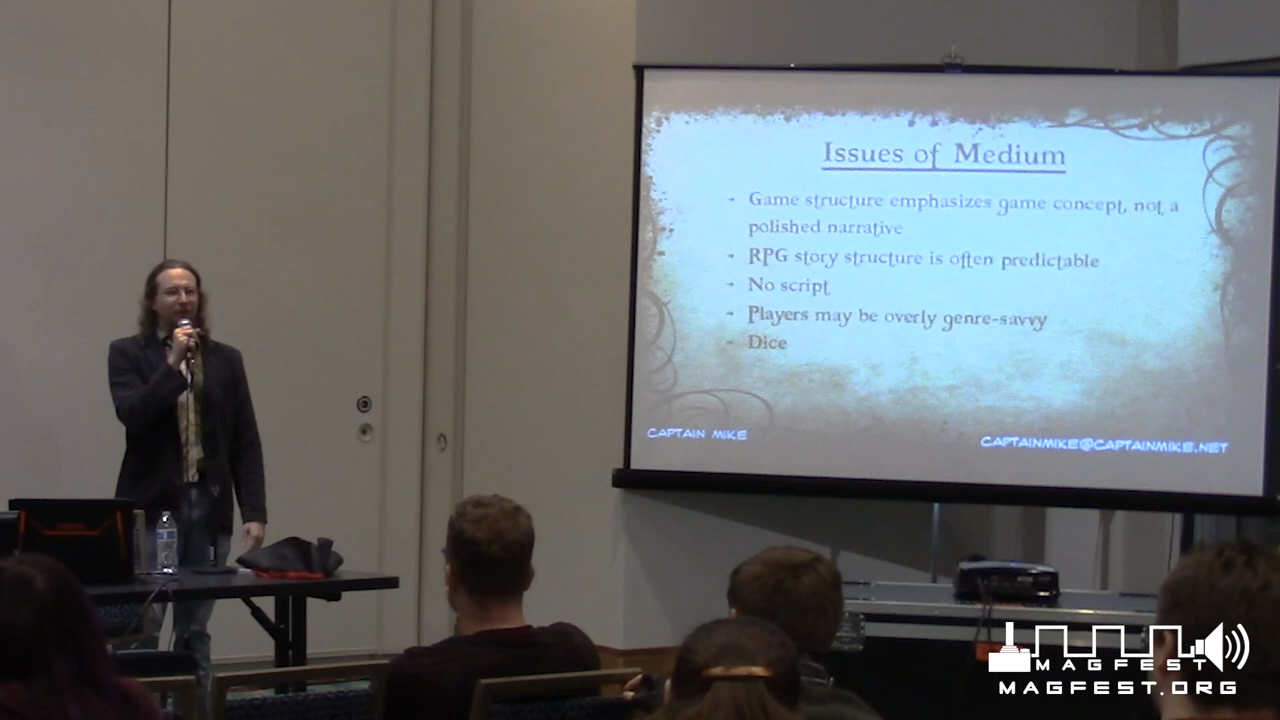 Issues of Medium
- Game structure emphasizes game concept, not a
polished narrative
- RPG story structure is often predictable
- No script
- Players may be overly genre-savvy
- Dice
CAPTAIN MIKE
CAPTAINMIKE@CAPTAINMIKE.NET
MAGFEST
MAGFEST.ORG